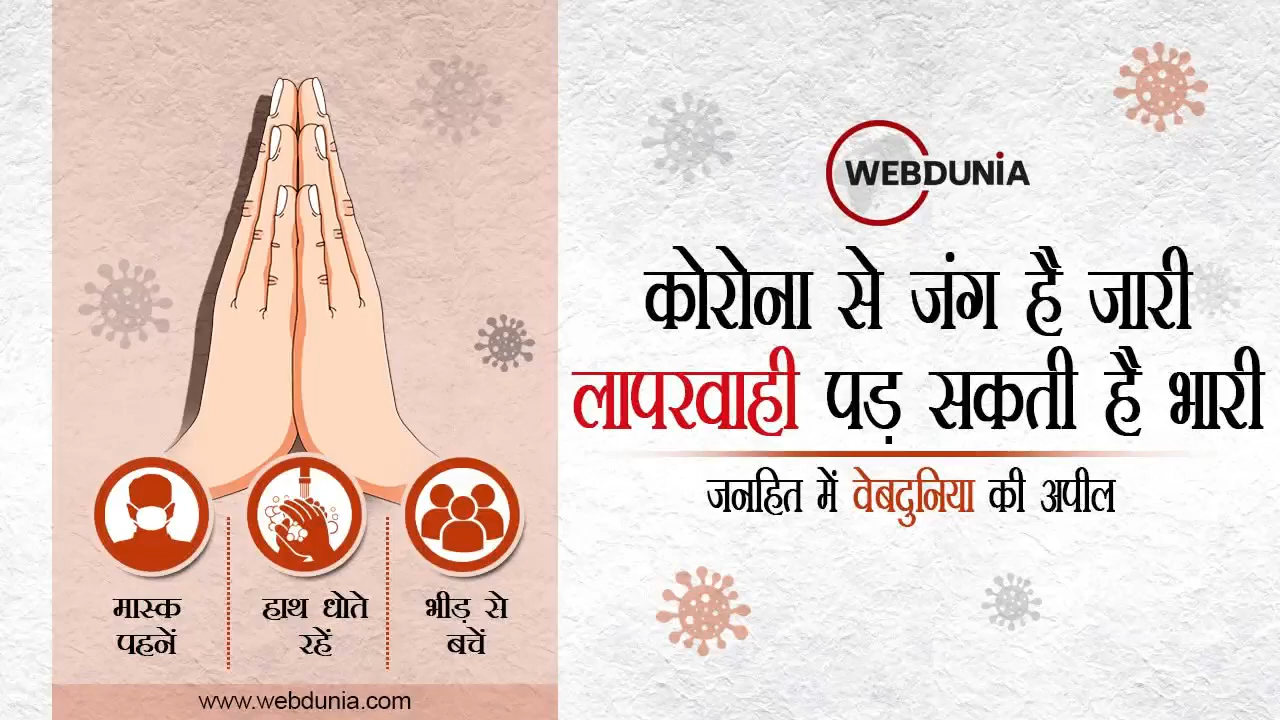 WEBDUNIA
कोरोना से जंग है जारी
लापरवाही पड़ सकती है भारी
जनहित में वेबदुनिया की अपील
मास्क
पहनें
हाथ धोते
रहें
भीड़ से
बचें
www.webdunia.com